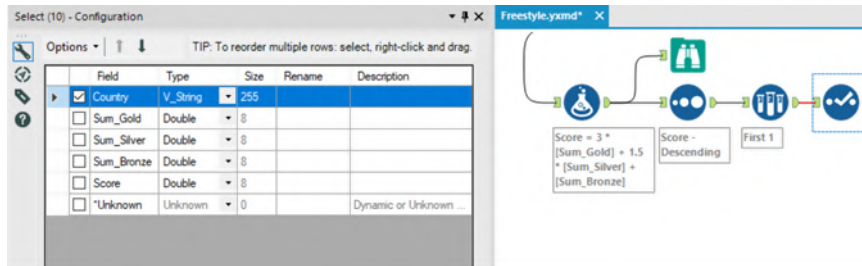 Select (10) - Configuration
Freestyle.yxmd* X
Options TIP: To reorder multiple rows: select, right-click and drag.
Field Type Size Rename Description
Country V_String 255
Sum_Gold Double 8
Sum_Silver Double 8
Sum_Bronze Double 8
Score Double 8
*Unknown Unknown 0 Dynamic or Unknown ...
Score = 3 *
[Sum_Gold] + 1.5
* [Sum_Silver] +
[Sum_Bronze]
Score -
Descending
First 1